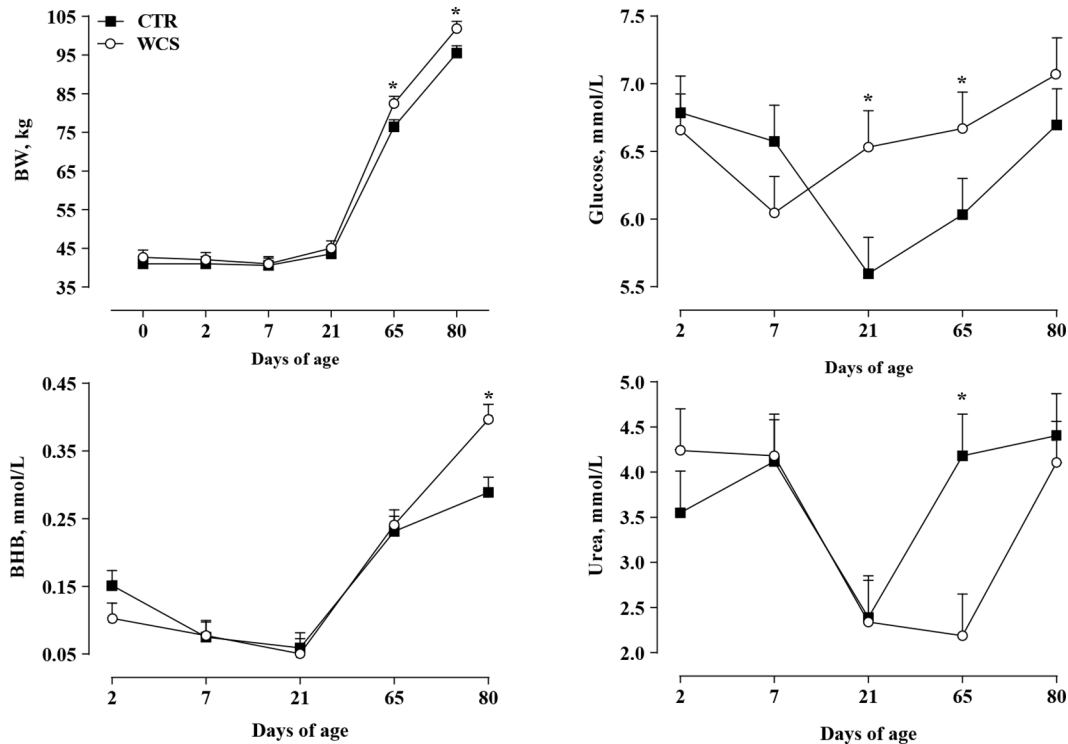 105
95
85
75
65
55
45
35
BW, kg
CTR
WCS
*
*
0 2 7 21 65 80
Days of age
7.5
7.0
6.5
6.0
5.5
Glucose, mmol/L
*
*
2 7 21 65 80
Days of age
0.45
0.35
0.25
0.15
0.05
BHB, mmol/L
*
2 7 21 65 80
Days of age
5.0
4.5
4.0
3.5
3.0
2.5
2.0
Urea, mmol/L
*
2 7 21 65 80
Days of age